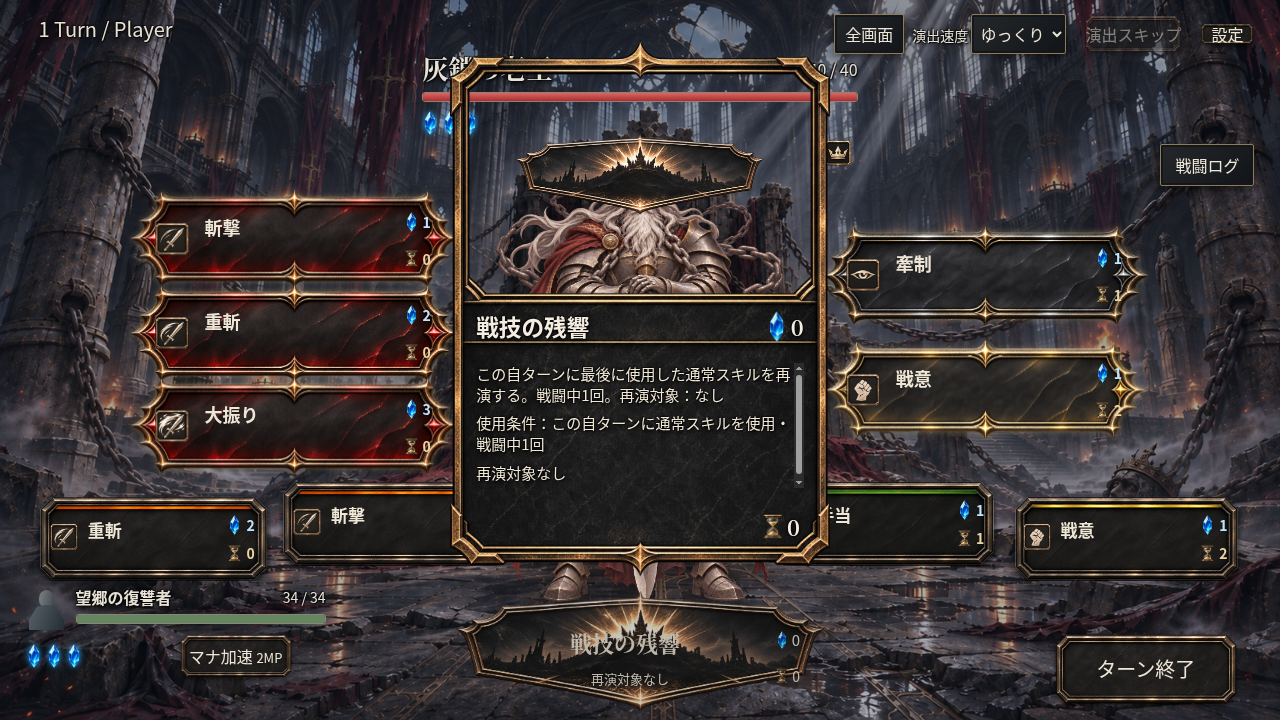 1 Turn / Player
全画面
演出速度
ゆっくり
演出スキップ
設定
/ 40
戦闘ログ
斬撃
1
0
重斬
2
0
大振り
3
0
牽制
1
1
戦意
1
戦技の残響
0
この自ターンに最後に使用した通常スキルを再
演する。戦闘中1回。再演対象：なし
使用条件：この自ターンに通常スキルを使用・
戦闘中1回
再演対象なし
0
重斬
2
0
斬撃
当
1
1
戦意
1
2
望郷の復讐者
34 / 34
マナ加速 2MP
戦技の残響
0
再演対象なし
0
ターン終了